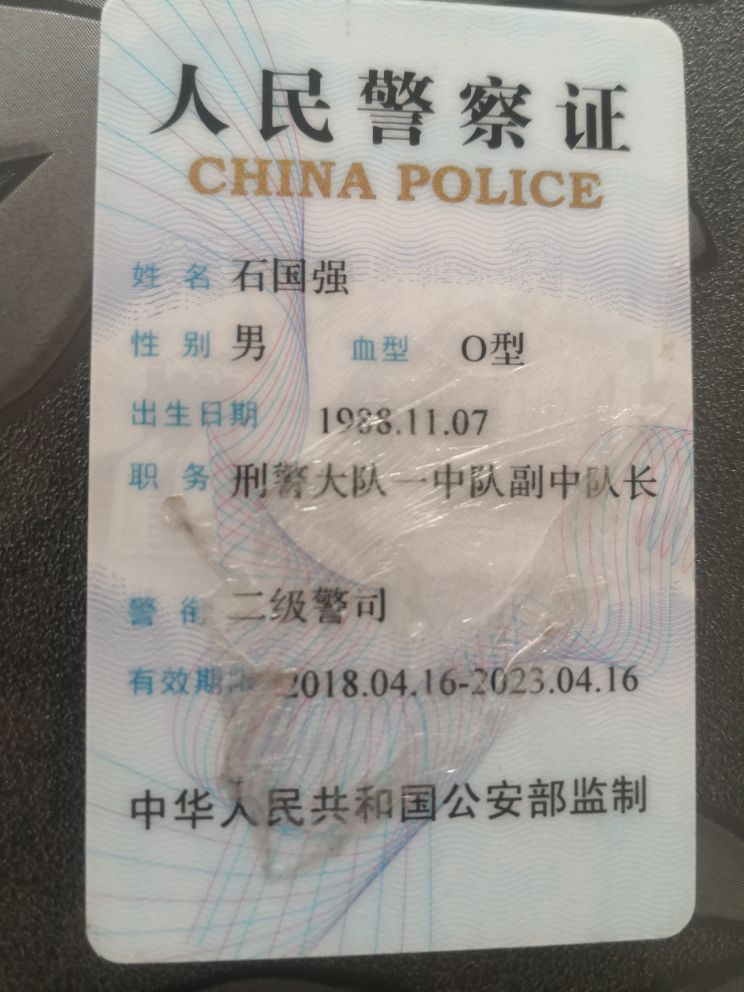 人民警察证
CHINA POLICE
姓名 石国强
性别 男 血型 O型
出生日期 1988.11.07
职务 刑警大队一中队副中队长
警衔 二级警司
有效期限 2018.04.16-2023.04.16
中华人民共和国公安部监制